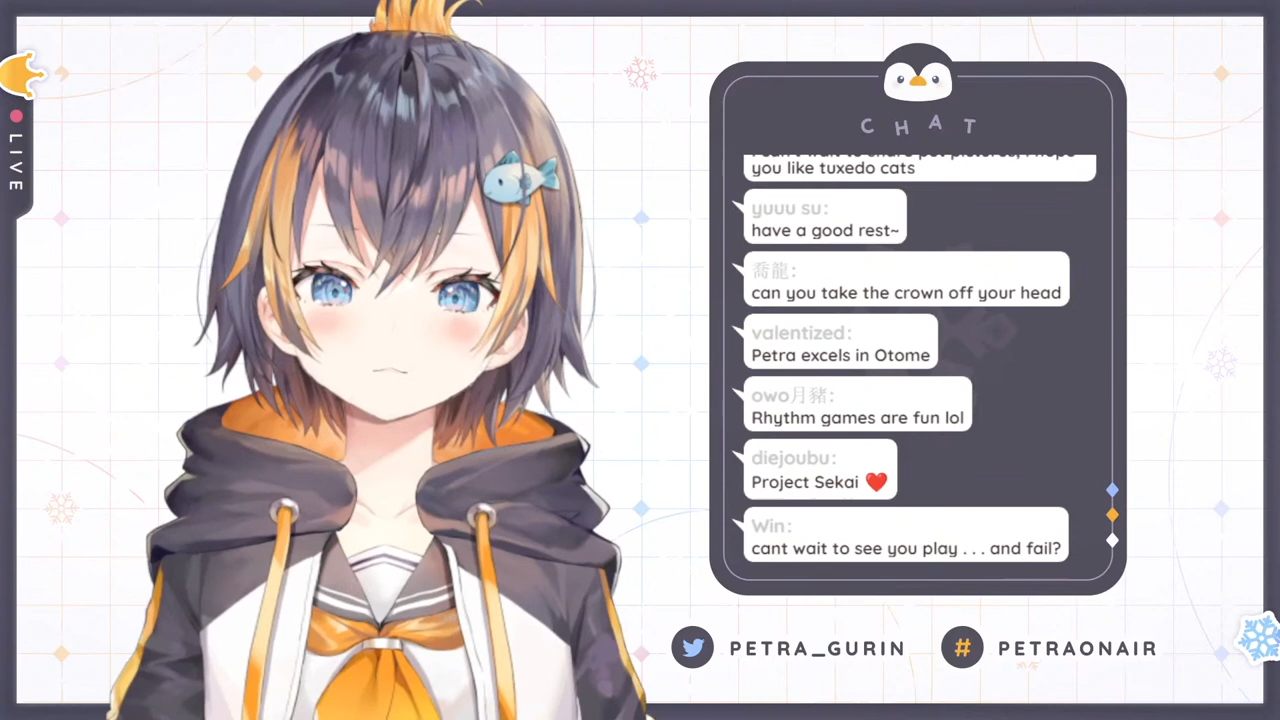 LIVE
CHAT
you like tuxedo cats
yuuu su:
have a good rest~
喬龍:
can you take the crown off your head
valentized:
Petra excels in Otome
owo月豬:
Rhythm games are fun lol
diejoubu:
Project Sekai ❤️
Win:
cant wait to see you play . . . and fail?
PETRA_GURIN
# PETRAONAIR